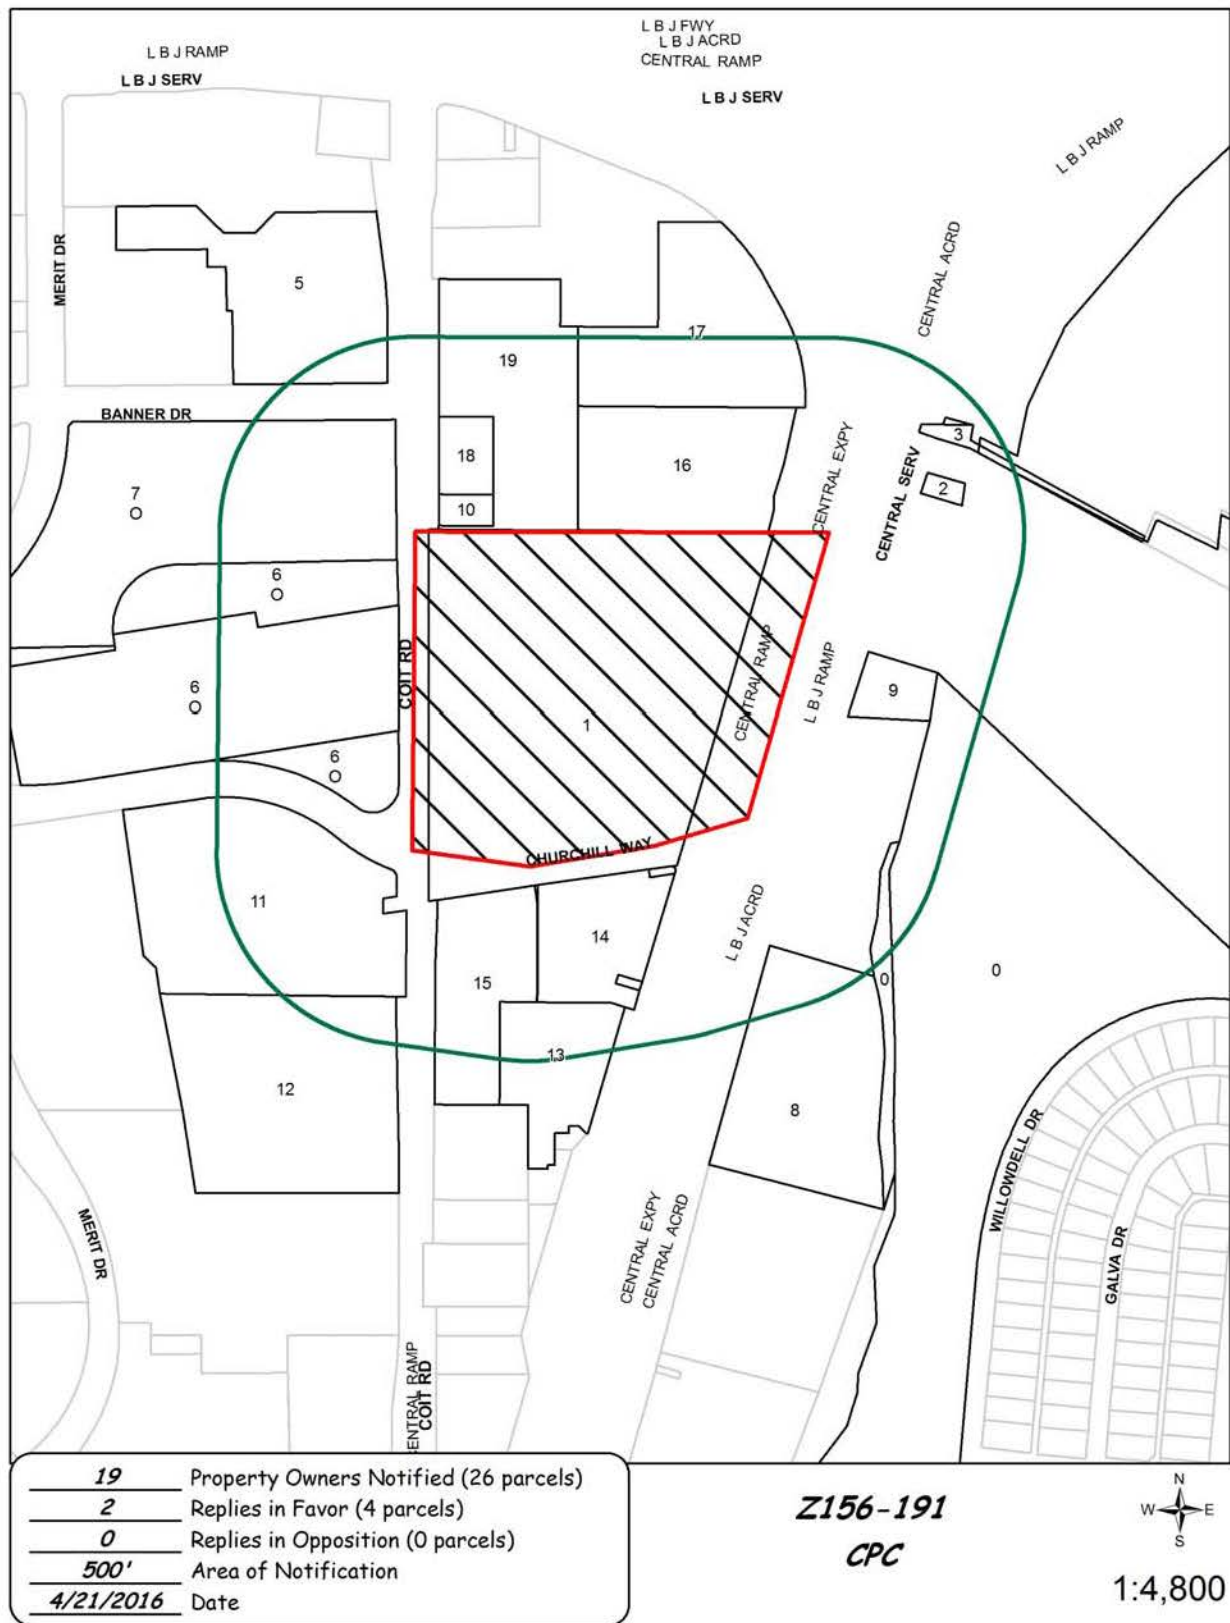 L B J FWY
L B J ACRD
CENTRAL RAMP
L B J RAMP
L B J SERV
L B J SERV
L B J RAMP
MERIT DR
5
CENTRAL ACRD
17
19
BANNER DR
18
16
10
CENTRAL EXPY
CENTRAL SERV
3
2
7
6
6
6
COIT RD
1
CENTRAL RAMP
L B J RAMP
9
CHURCHILL WAY
11
14
15
L B J ACRD
0
0
13
12
8
MERIT DR
CENTRAL EXPY
CENTRAL ACRD
WILLOWDELL DR
GALVA DR
ENTRAL RAMP
COIT RD
19 Property Owners Notified (26 parcels)
2 Replies in Favor (4 parcels)
0 Replies in Opposition (0 parcels)
500' Area of Notification
4/21/2016 Date
Z156-191
CPC
N
W E
S
1:4,800